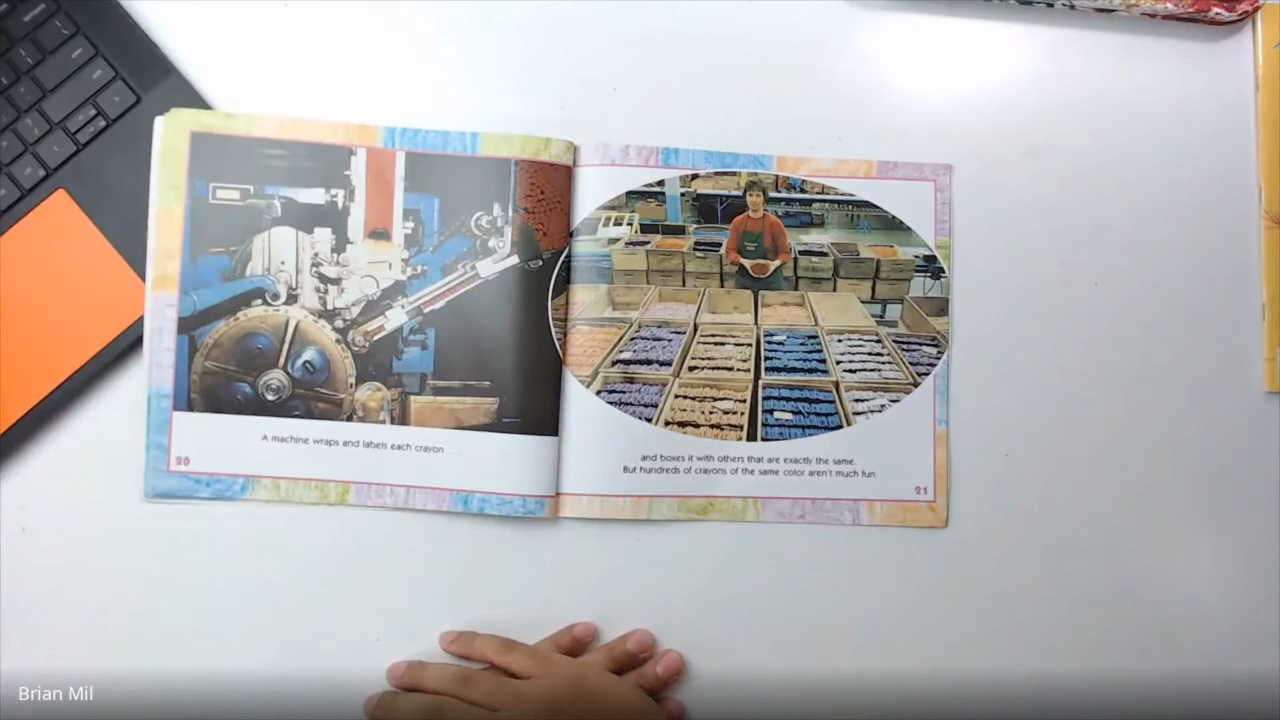 A machine wraps and labels each crayon
20
and boxes it with others that are exactly the same.
But hundreds of crayons of the same color aren't much fun
21
Brian Mil